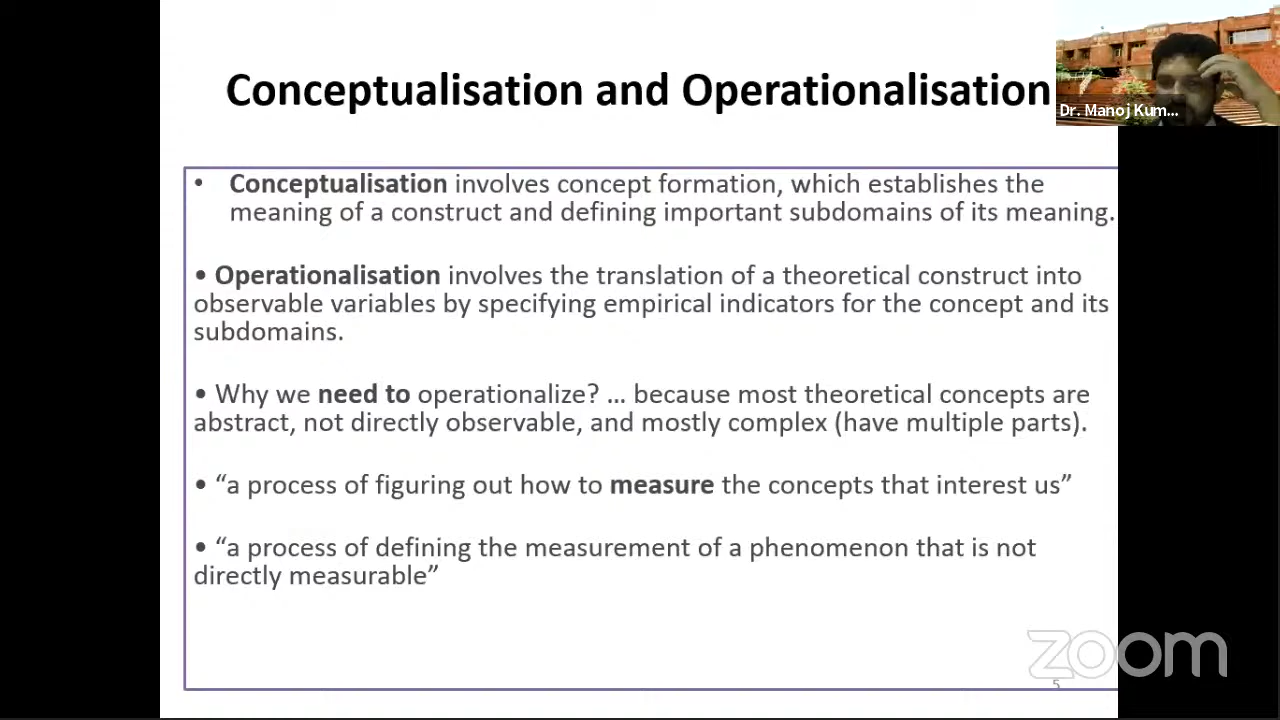 Conceptualisation and Operationalisation
Dr. Manoj Kum...
• Conceptualisation involves concept formation, which establishes the
meaning of a construct and defining important subdomains of its meaning.
• Operationalisation involves the translation of a theoretical construct into
observable variables by specifying empirical indicators for the concept and its
subdomains.
• Why we need to operationalize? ... because most theoretical concepts are
abstract, not directly observable, and mostly complex (have multiple parts).
• “a process of figuring out how to measure the concepts that interest us”
• “a process of defining the measurement of a phenomenon that is not
directly measurable”
zoom
5